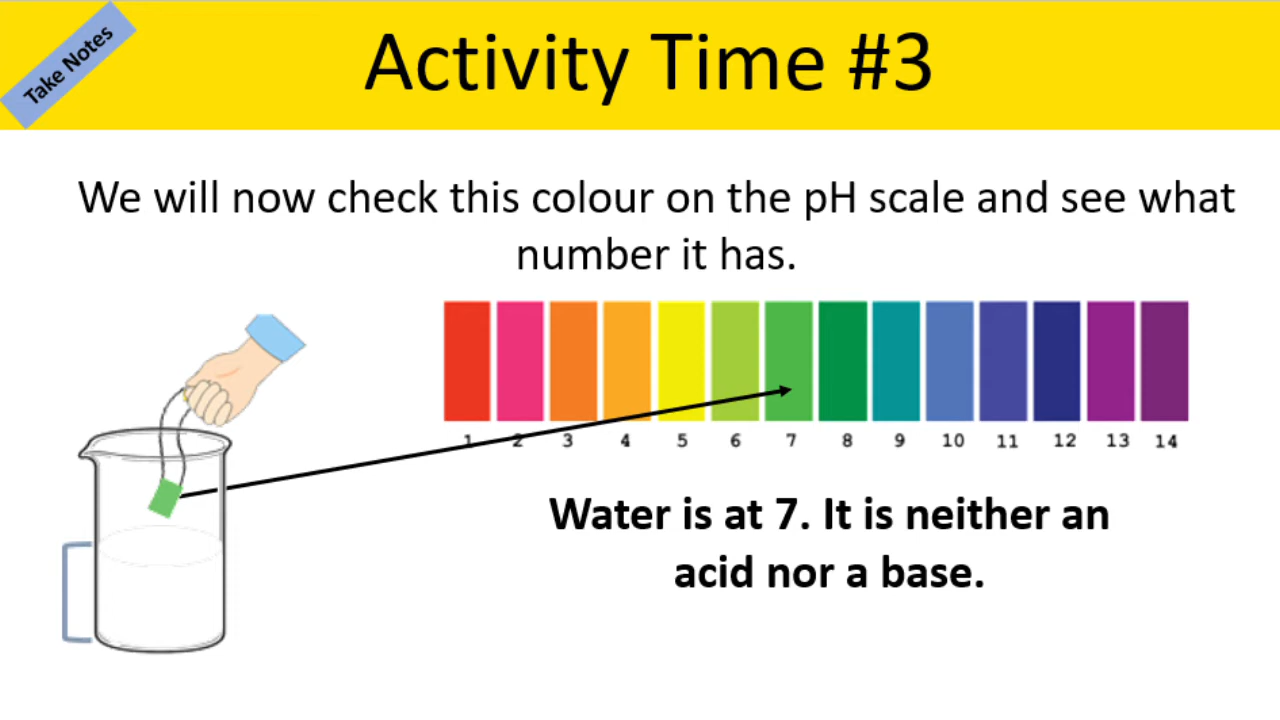 Take Notes
Activity Time #3
We will now check this colour on the pH scale and see what
number it has.
1 2 3 4 5 6 7 8 9 10 11 12 13 14
Water is at 7. It is neither an
acid nor a base.